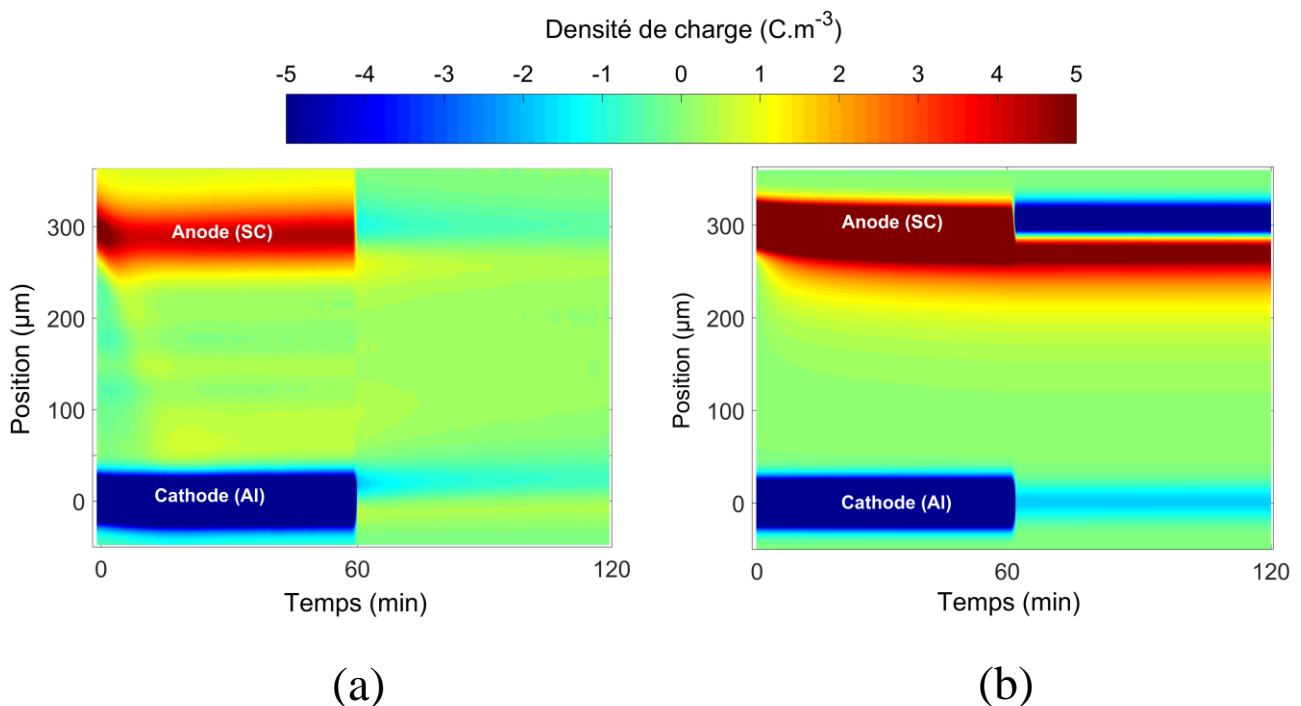 Densité de charge (C.m-3)
-5 -4 -3 -2 -1 0 1 2 3 4 5
Anode (SC)
Cathode (Al)
Position (µm)
300
200
100
0
0 60 120
Temps (min)
(a)
Anode (SC)
Cathode (Al)
Position (µm)
300
200
100
0
0 60 120
Temps (min)
(b)